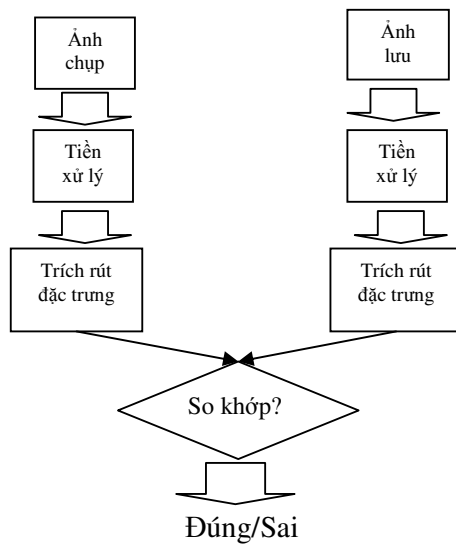 Ảnh
chụp
Ảnh
lưu
Tiền
xử lý
Tiền
xử lý
Trích rút
đặc trưng
Trích rút
đặc trưng
So khớp?
Đúng/Sai